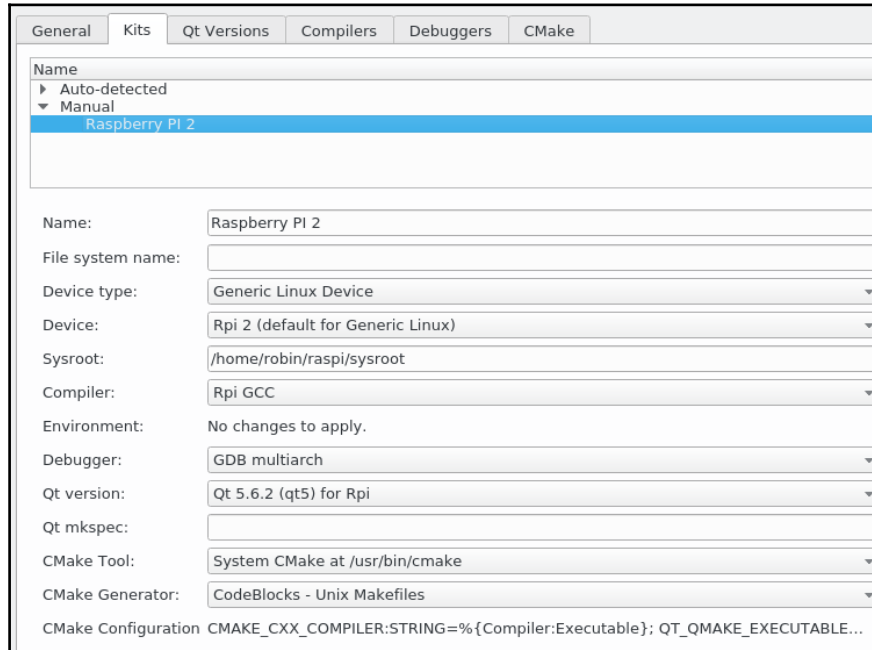 General Kits Qt Versions Compilers Debuggers CMake
Name
Auto-detected
Manual
Raspberry PI 2
Name: Raspberry PI 2
File system name:
Device type: Generic Linux Device
Device: Rpi 2 (default for Generic Linux)
Sysroot: /home/robin/raspi/sysroot
Compiler: Rpi GCC
Environment: No changes to apply.
Debugger: GDB multiarch
Qt version: Qt 5.6.2 (qt5) for Rpi
Qt mkspec:
CMake Tool: System CMake at /usr/bin/cmake
CMake Generator: CodeBlocks - Unix Makefiles
CMake Configuration CMAKE_CXX_COMPILER:STRING=%{Compiler:Executable}; QT_QMAKE_EXECUTABLE...